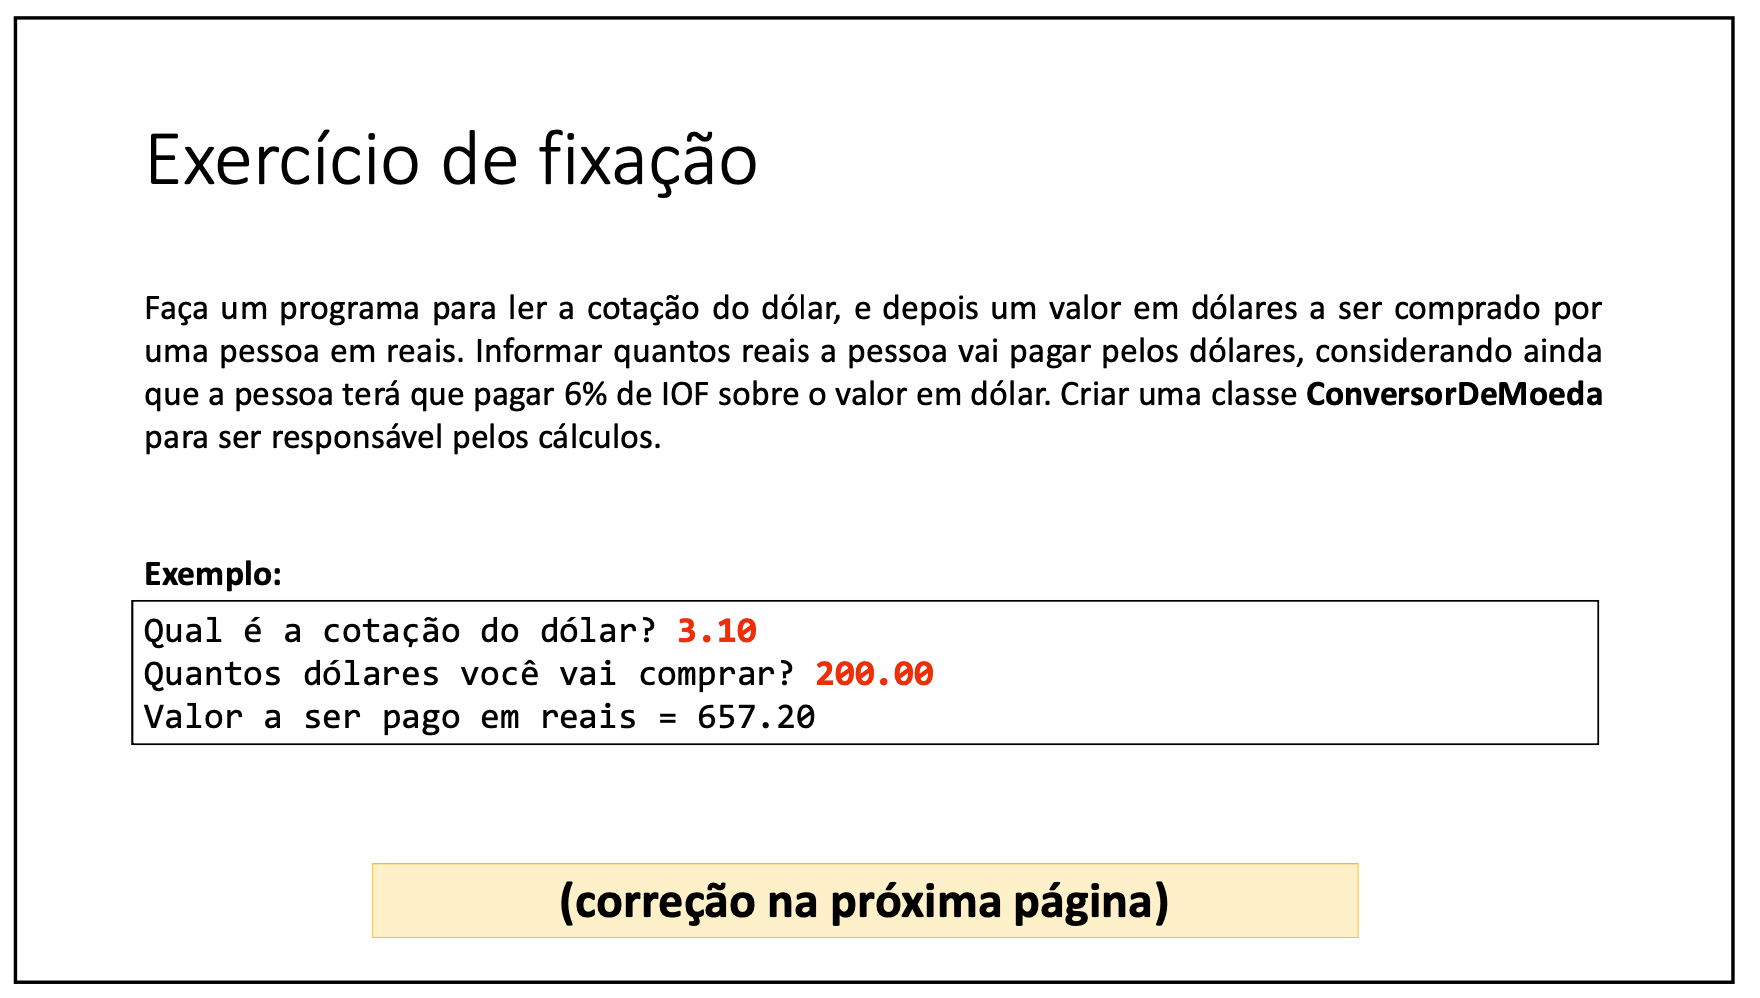 Exercício de fixação
Faça um programa para ler a cotação do dólar, e depois um valor em dólares a ser comprado por
uma pessoa em reais. Informar quantos reais a pessoa vai pagar pelos dólares, considerando ainda
que a pessoa terá que pagar 6% de IOF sobre o valor em dólar. Criar uma classe ConversorDeMoeda
para ser responsável pelos cálculos.
Exemplo:
Qual é a cotação do dólar? 3.10
Quantos dólares você vai comprar? 200.00
Valor a ser pago em reais = 657.20
(correção na próxima página)